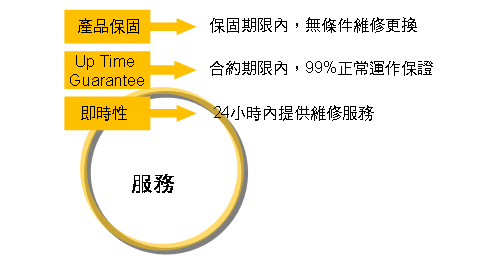 產品保固 保固期限內，無條件維修更換
Up Time
Guarantee 合約期限內，99%正常運作保證
即時性 24小時內提供維修服務
服務